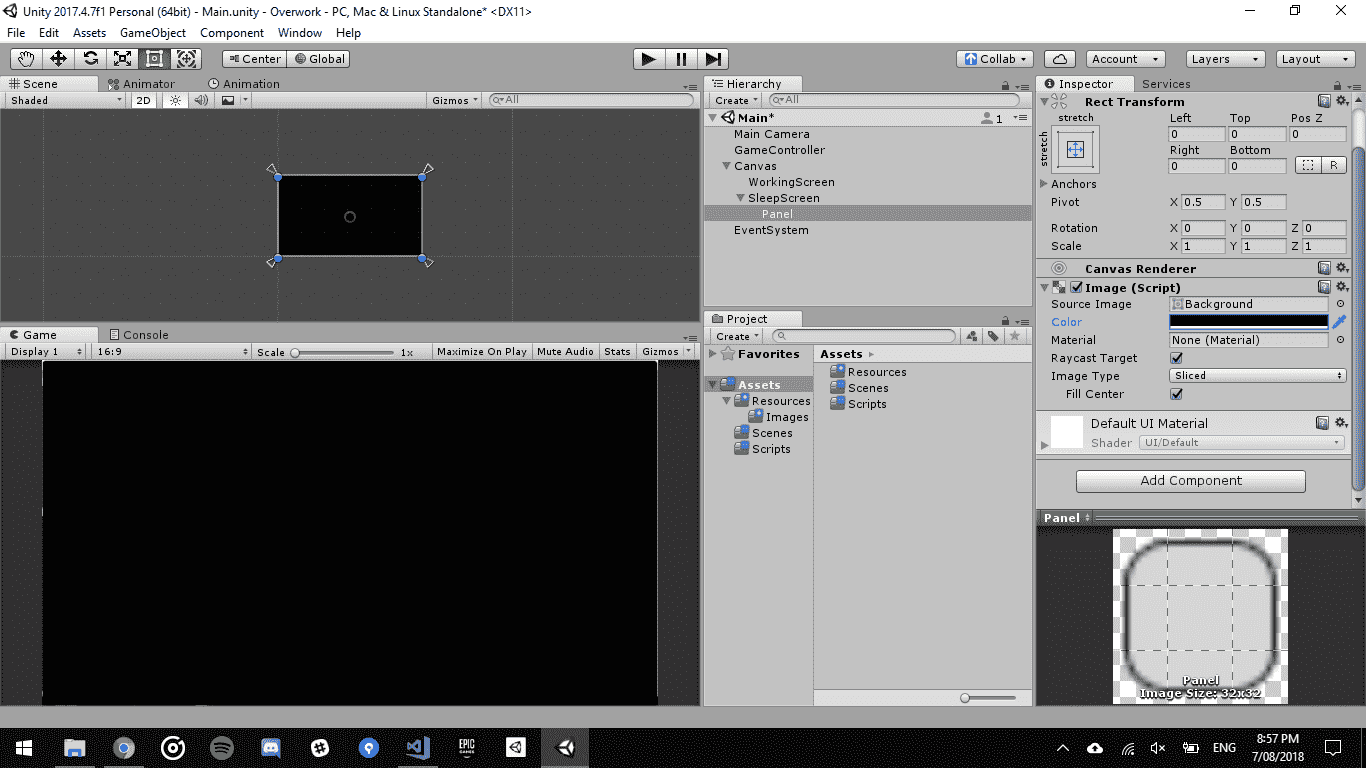 Unity 2017.4.7f1 Personal (64bit) - Main.unity - Overwork - PC, Mac & Linux Standalone* <DX11>
File Edit Assets GameObject Component Window Help
Center Global Collab Account Layers Layout
Scene Animator Animation
Shaded 2D Gizmos All
Hierarchy
Create All
Main* 1
Main Camera
GameController
Canvas
WorkingScreen
SleepScreen
Panel
EventSystem
Game Console
Display 1 16:9 Scale 1x Maximize On Play Mute Audio Stats Gizmos
Project
Create
Favorites
Assets
Resources
Images
Scenes
Scripts
Assets
Resources
Scenes
Scripts
Inspector Services
Rect Transform
stretch Left Top Pos Z
stretch 0 0 0
Right Bottom
0 0 R
Anchors
Pivot X 0.5 Y 0.5
Rotation X 0 Y 0 Z 0
Scale X 1 Y 1 Z 1
Canvas Renderer
Image (Script)
Source Image Background
Color
Material None (Material)
Raycast Target
Image Type Sliced
Fill Center
Default UI Material
Shader UI/Default
Add Component
Panel
Panel
Image Size: 32x32
EPIC GAMES
ENG
8:57 PM
7/08/2018